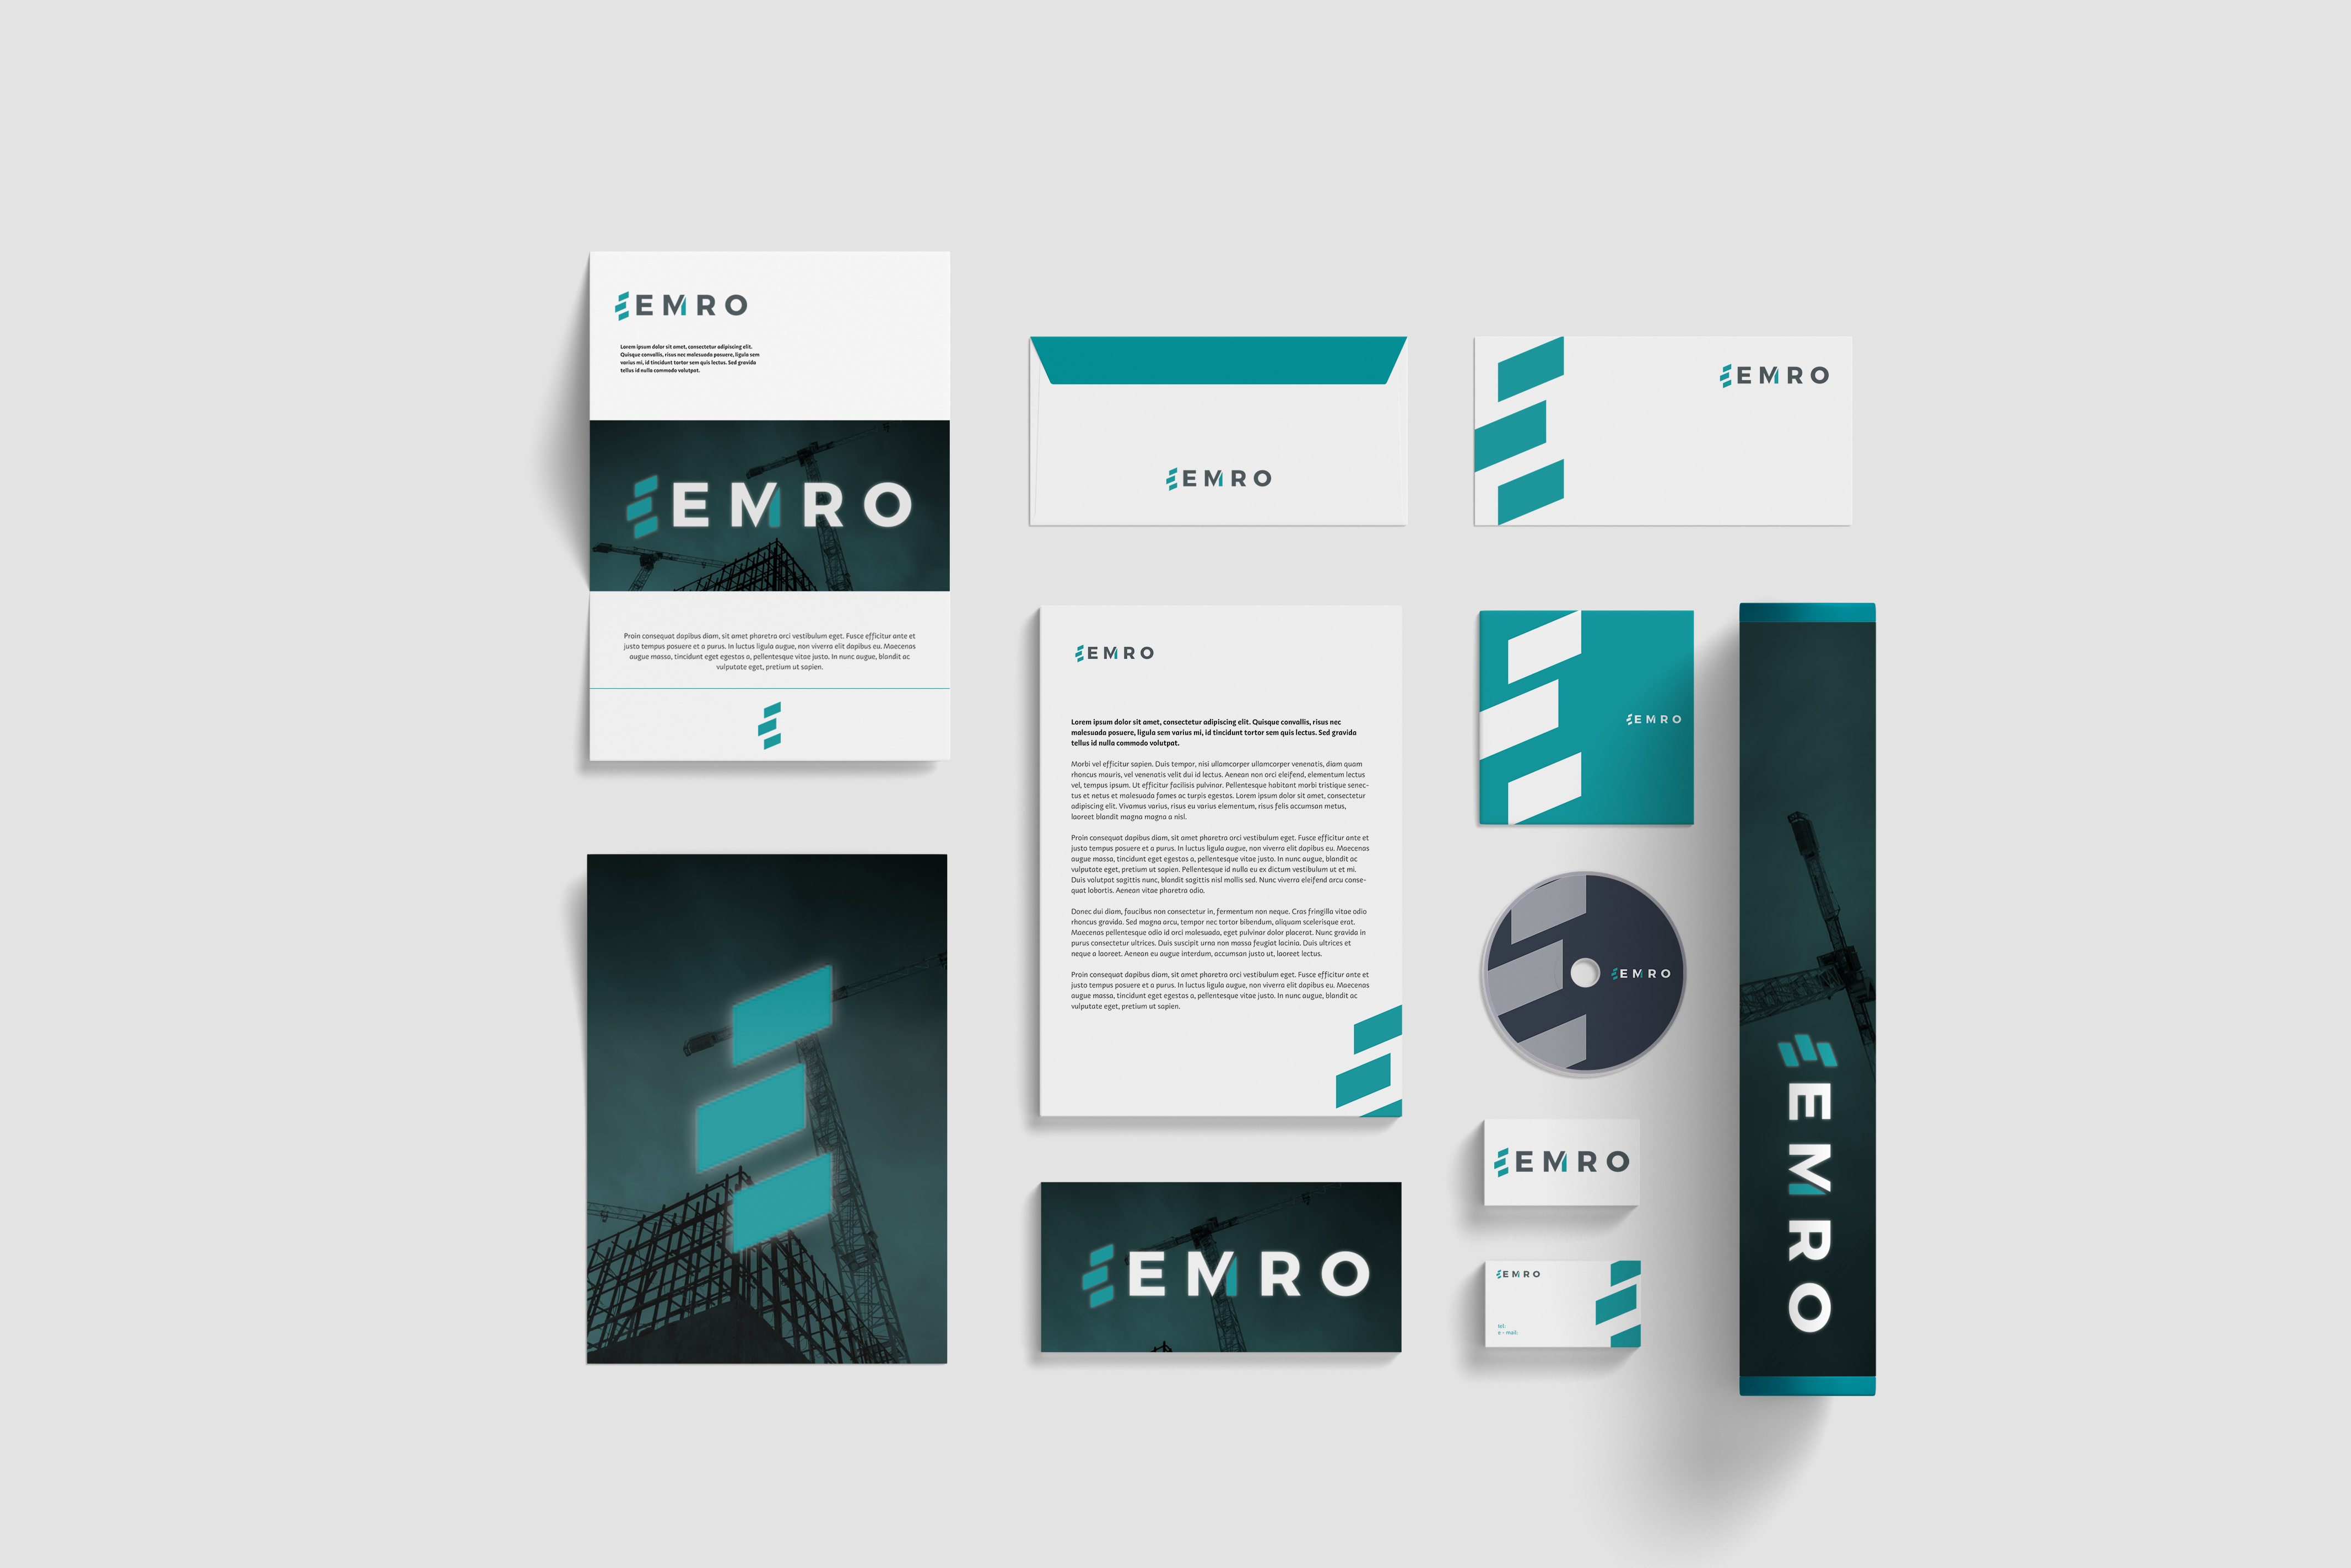 EMRO
Lorem ipsum dolor sit amet, consectetur adipiscing elit.
Quisque convallis, risus nec malesuada posuere, ligula sem
varius mi, id tincidunt tortor sem quis lectus. Sed gravida
tellus id nulla commodo volutpat.
EMRO
Proin consequat dapibus diam, sit amet pharetra orci vestibulum eget. Fusce efficitur ante et
justo tempus posuere et a purus. In luctus ligula augue, non viverra elit dapibus eu. Maecenas
augue massa, tincidunt eget egestas a, pellentesque vitae justo. In nunc augue, blandit ac
vulputate eget, pretium ut sapien.
EMRO
EMRO
EMRO
Lorem ipsum dolor sit amet, consectetur adipiscing elit. Quisque convallis, risus nec
malesuada posuere, ligula sem varius mi, id tincidunt tortor sem quis lectus. Sed gravida
tellus id nulla commodo volutpat.
Morbi vel efficitur sapien. Duis tempor, nisi ullamcorper ullamcorper venenatis, diam quam
rhoncus mauris, vel venenatis velit dui id lectus. Aenean non orci eleifend, elementum lectus
vel, tempus ipsum. Ut efficitur facilisis pulvinar. Pellentesque habitant morbi tristique senec-
tus et netus et malesuada fames ac turpis egestas. Lorem ipsum dolor sit amet, consectetur
adipiscing elit. Vivamus varius, risus eu varius elementum, risus felis accumsan metus,
laoreet blandit magna magna a nisl.
Proin consequat dapibus diam, sit amet pharetra orci vestibulum eget. Fusce efficitur ante et
justo tempus posuere et a purus. In luctus ligula augue, non viverra elit dapibus eu. Maecenas
augue massa, tincidunt eget egestas a, pellentesque vitae justo. In nunc augue, blandit ac
vulputate eget, pretium ut sapien. Pellentesque id nulla eu ex dictum vestibulum ut et mi.
Duis volutpat sagittis nunc, blandit sagittis nisl mollis sed. Nunc viverra eleifend arcu conse-
quat lobortis. Aenean vitae pharetra odio.
Donec dui diam, faucibus non consectetur in, fermentum non neque. Cras fringilla vitae odio
rhoncus gravida. Sed magna arcu, tempor nec tortor bibendum, aliquam scelerisque erat.
Maecenas pellentesque odio id orci malesuada, eget pulvinar dolor placerat. Nunc gravida in
purus consectetur ultrices. Duis suscipit urna non massa feugiat lacinia. Duis ultrices et
neque a laoreet. Aenean eu augue interdum, accumsan justo ut, laoreet lectus.
Proin consequat dapibus diam, sit amet pharetra orci vestibulum eget. Fusce efficitur ante et
justo tempus posuere et a purus. In luctus ligula augue, non viverra elit dapibus eu. Maecenas
augue massa, tincidunt eget egestas a, pellentesque vitae justo. In nunc augue, blandit ac
vulputate eget, pretium ut sapien.
EMRO
EMRO
EMRO
EMRO
EMRO
tel:
e - mail:
EMRO